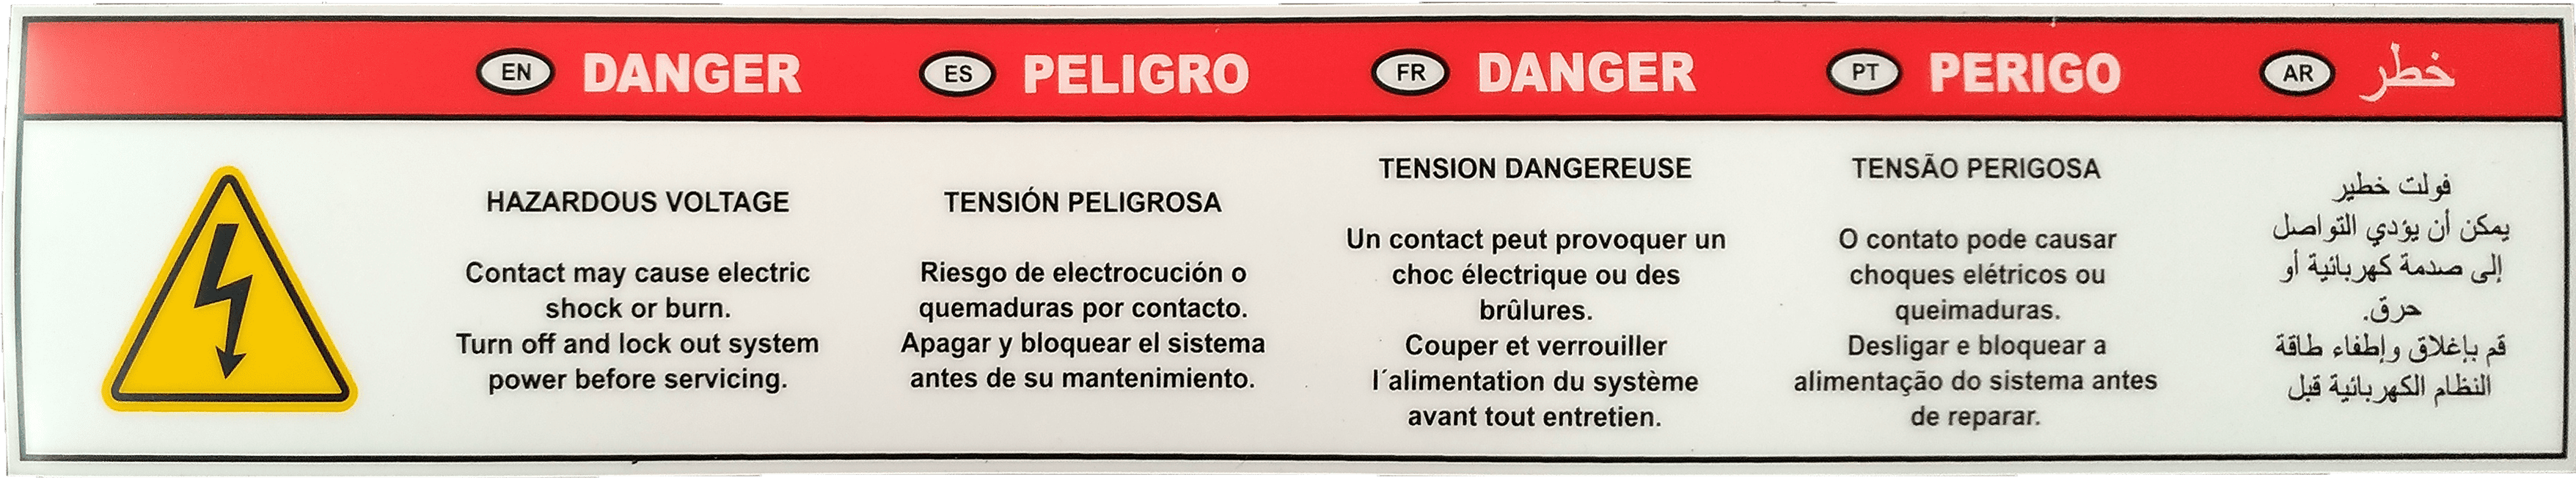 EN DANGER
HAZARDOUS VOLTAGE
Contact may cause electric
shock or burn.
Turn off and lock out system
power before servicing.
ES PELIGRO
TENSIÓN PELIGROSA
Riesgo de electrocución o
quemaduras por contacto.
Apagar y bloquear el sistema
antes de su mantenimiento.
FR DANGER
TENSION DANGEREUSE
Un contact peut provoquer un
choc électrique ou des
brûlures.
Couper et verrouiller
l´alimentation du système
avant tout entretien.
PT PERIGO
TENSÃO PERIGOSA
O contato pode causar
choques elétricos ou
queimaduras.
Desligar e bloquear a
alimentação do sistema antes
de reparar.
AR خطر
فولت خطير
يمكن أن يؤدي التواصل
إلى صدمة كهربائية أو
حرق.
قم بإغلاق وإطفاء طاقة
النظام الكهربائية قبل